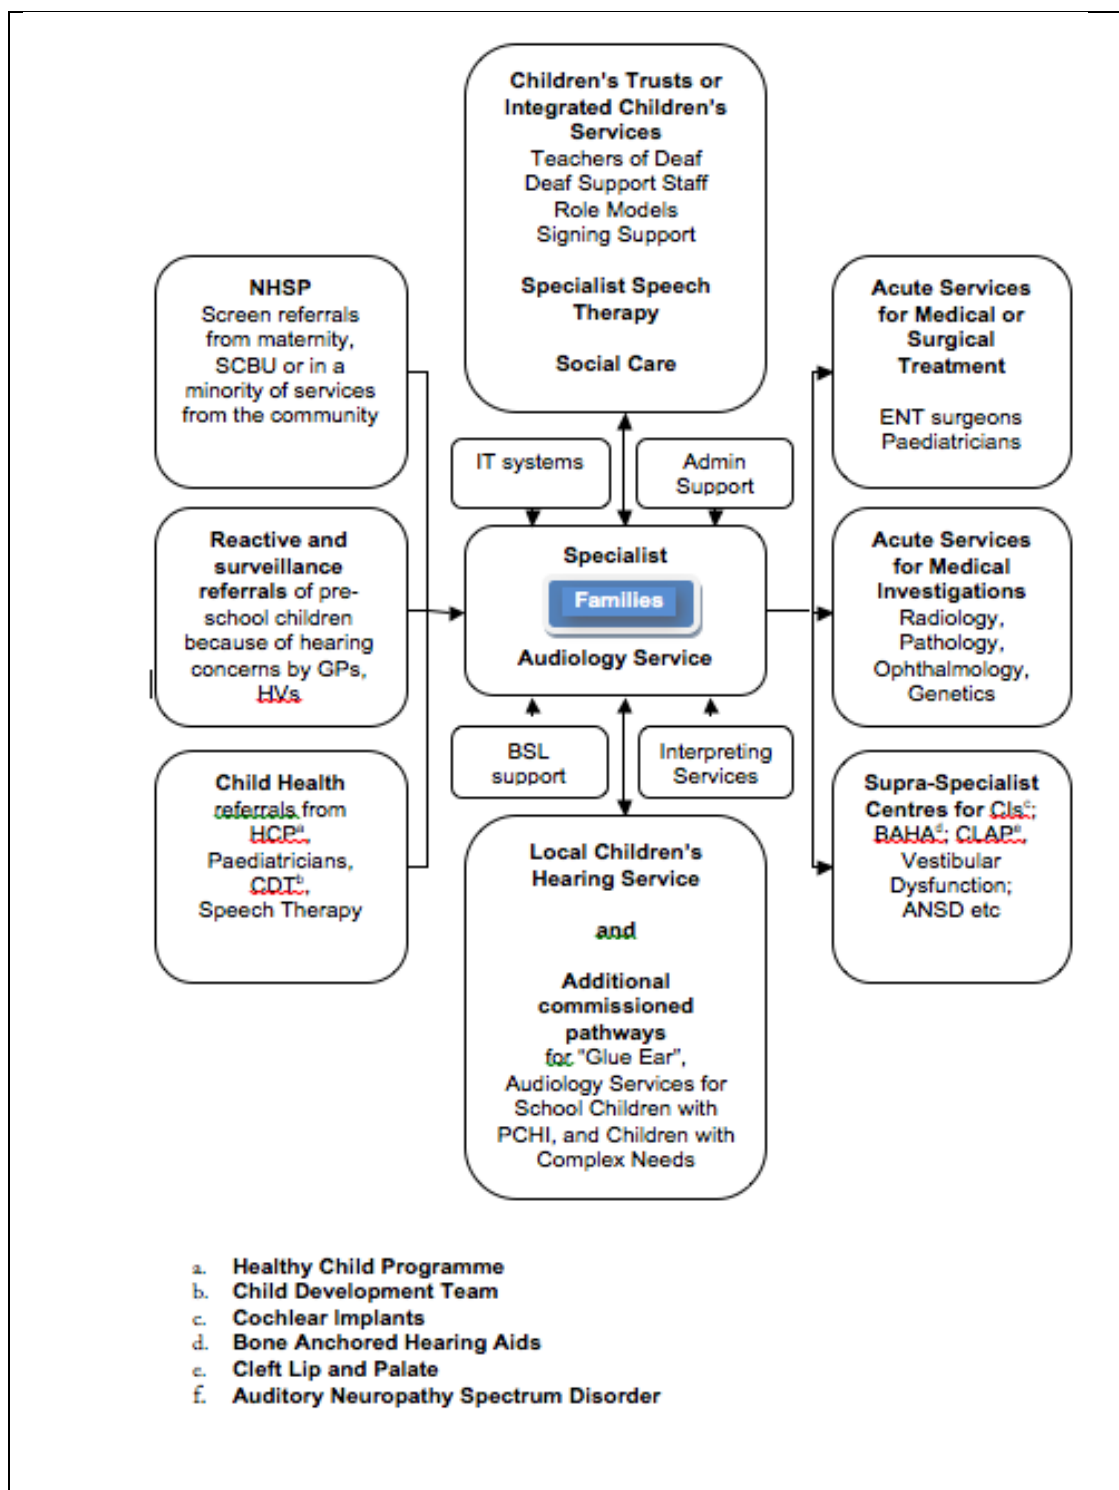 Children's Trusts or
Integrated Children's
Services
Teachers of Deaf
Deaf Support Staff
Role Models
Signing Support
Specialist Speech
Therapy
Social Care
NHSP
Screen referrals
from maternity,
SCBU or in a
minority of services
from the community
Acute Services
for Medical or
Surgical
Treatment
ENT surgeons
Paediatricians
IT systems
Admin
Support
Reactive and
surveillance
referrals of pre-
school children
because of hearing
concerns by GPs,
HVs
Specialist
Families
Audiology Service
Acute Services
for Medical
Investigations
Radiology,
Pathology,
Ophthalmology,
Genetics
BSL
support
Interpreting
Services
Child Health
referrals from
HCPᵃ,
Paediatricians,
CDTᵇ,
Speech Therapy
Local Children's
Hearing Service
and
Additional
commissioned
pathways
for "Glue Ear",
Audiology Services for
School Children with
PCHI, and Children with
Complex Needs
Supra-Specialist
Centres for CIsᶜ;
BAHAᵈ; CLAPᵉ,
Vestibular
Dysfunction;
ANSD etc
a. Healthy Child Programme
b. Child Development Team
c. Cochlear Implants
d. Bone Anchored Hearing Aids
e. Cleft Lip and Palate
f. Auditory Neuropathy Spectrum Disorder